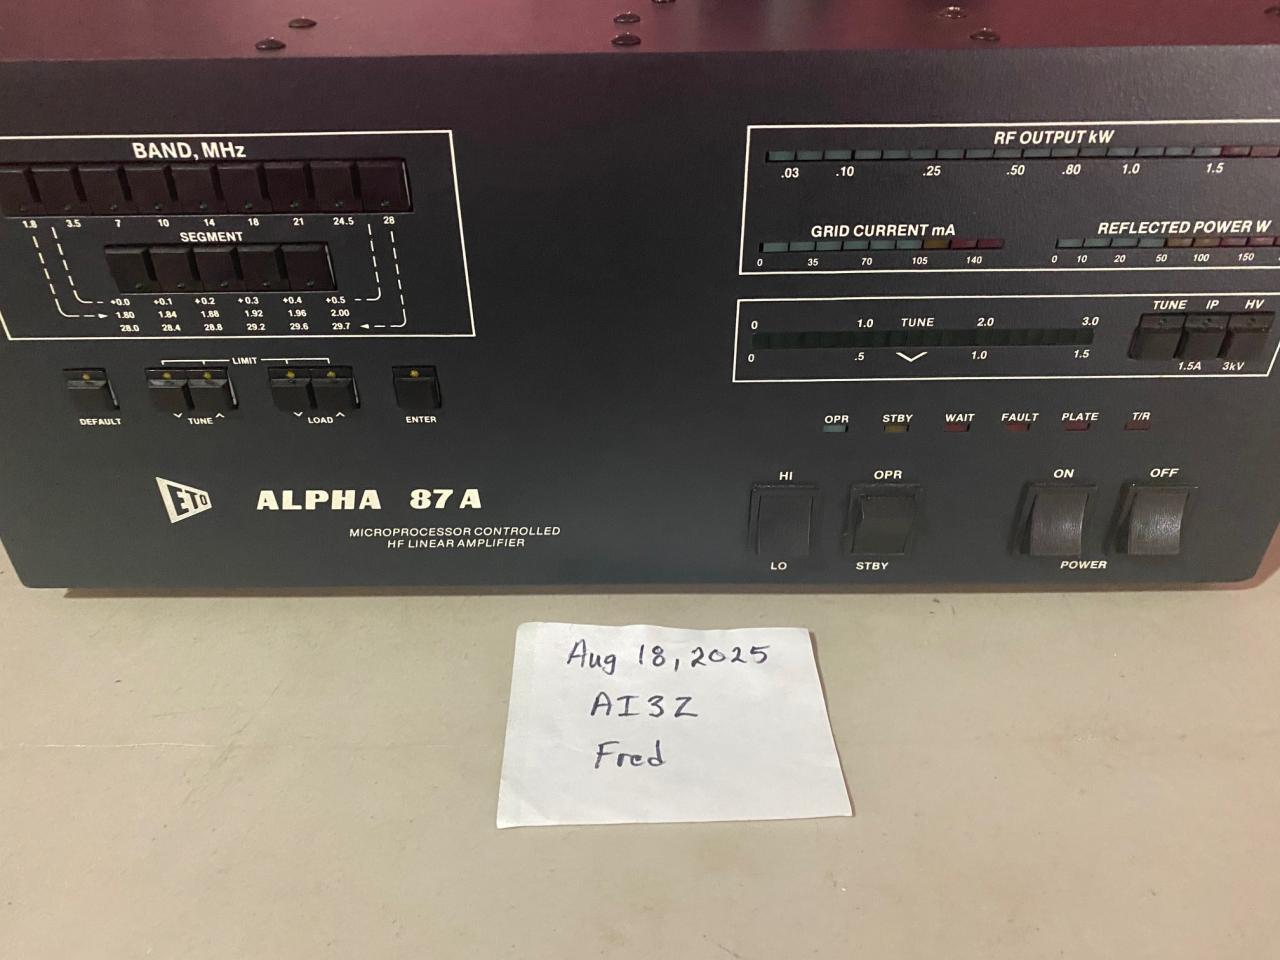 BAND, MHz
1.8 3.5 7 10 14 18 21 24.5 28
SEGMENT
+0.0 +0.1 +0.2 +0.3 +0.4 +0.5
1.80 1.84 1.88 1.92 1.96 2.00
28.0 28.4 28.8 29.2 29.6 29.7
LIMIT
DEFAULT TUNE LOAD ENTER
ETO ALPHA 87A
MICROPROCESSOR CONTROLLED
HF LINEAR AMPLIFIER
RF OUTPUT kW
.03 .10 .25 .50 .80 1.0 1.5
GRID CURRENT mA
0 35 70 105 140
REFLECTED POWER W
0 10 20 50 100 150
0 1.0 TUNE 2.0 3.0
0 .5 1.0 1.5
TUNE IP HV
1.5A 3kV
OPR STBY WAIT FAULT PLATE T/R
HI OPR ON OFF
LO STBY POWER
Aug 18, 2025
AI3Z
Fred